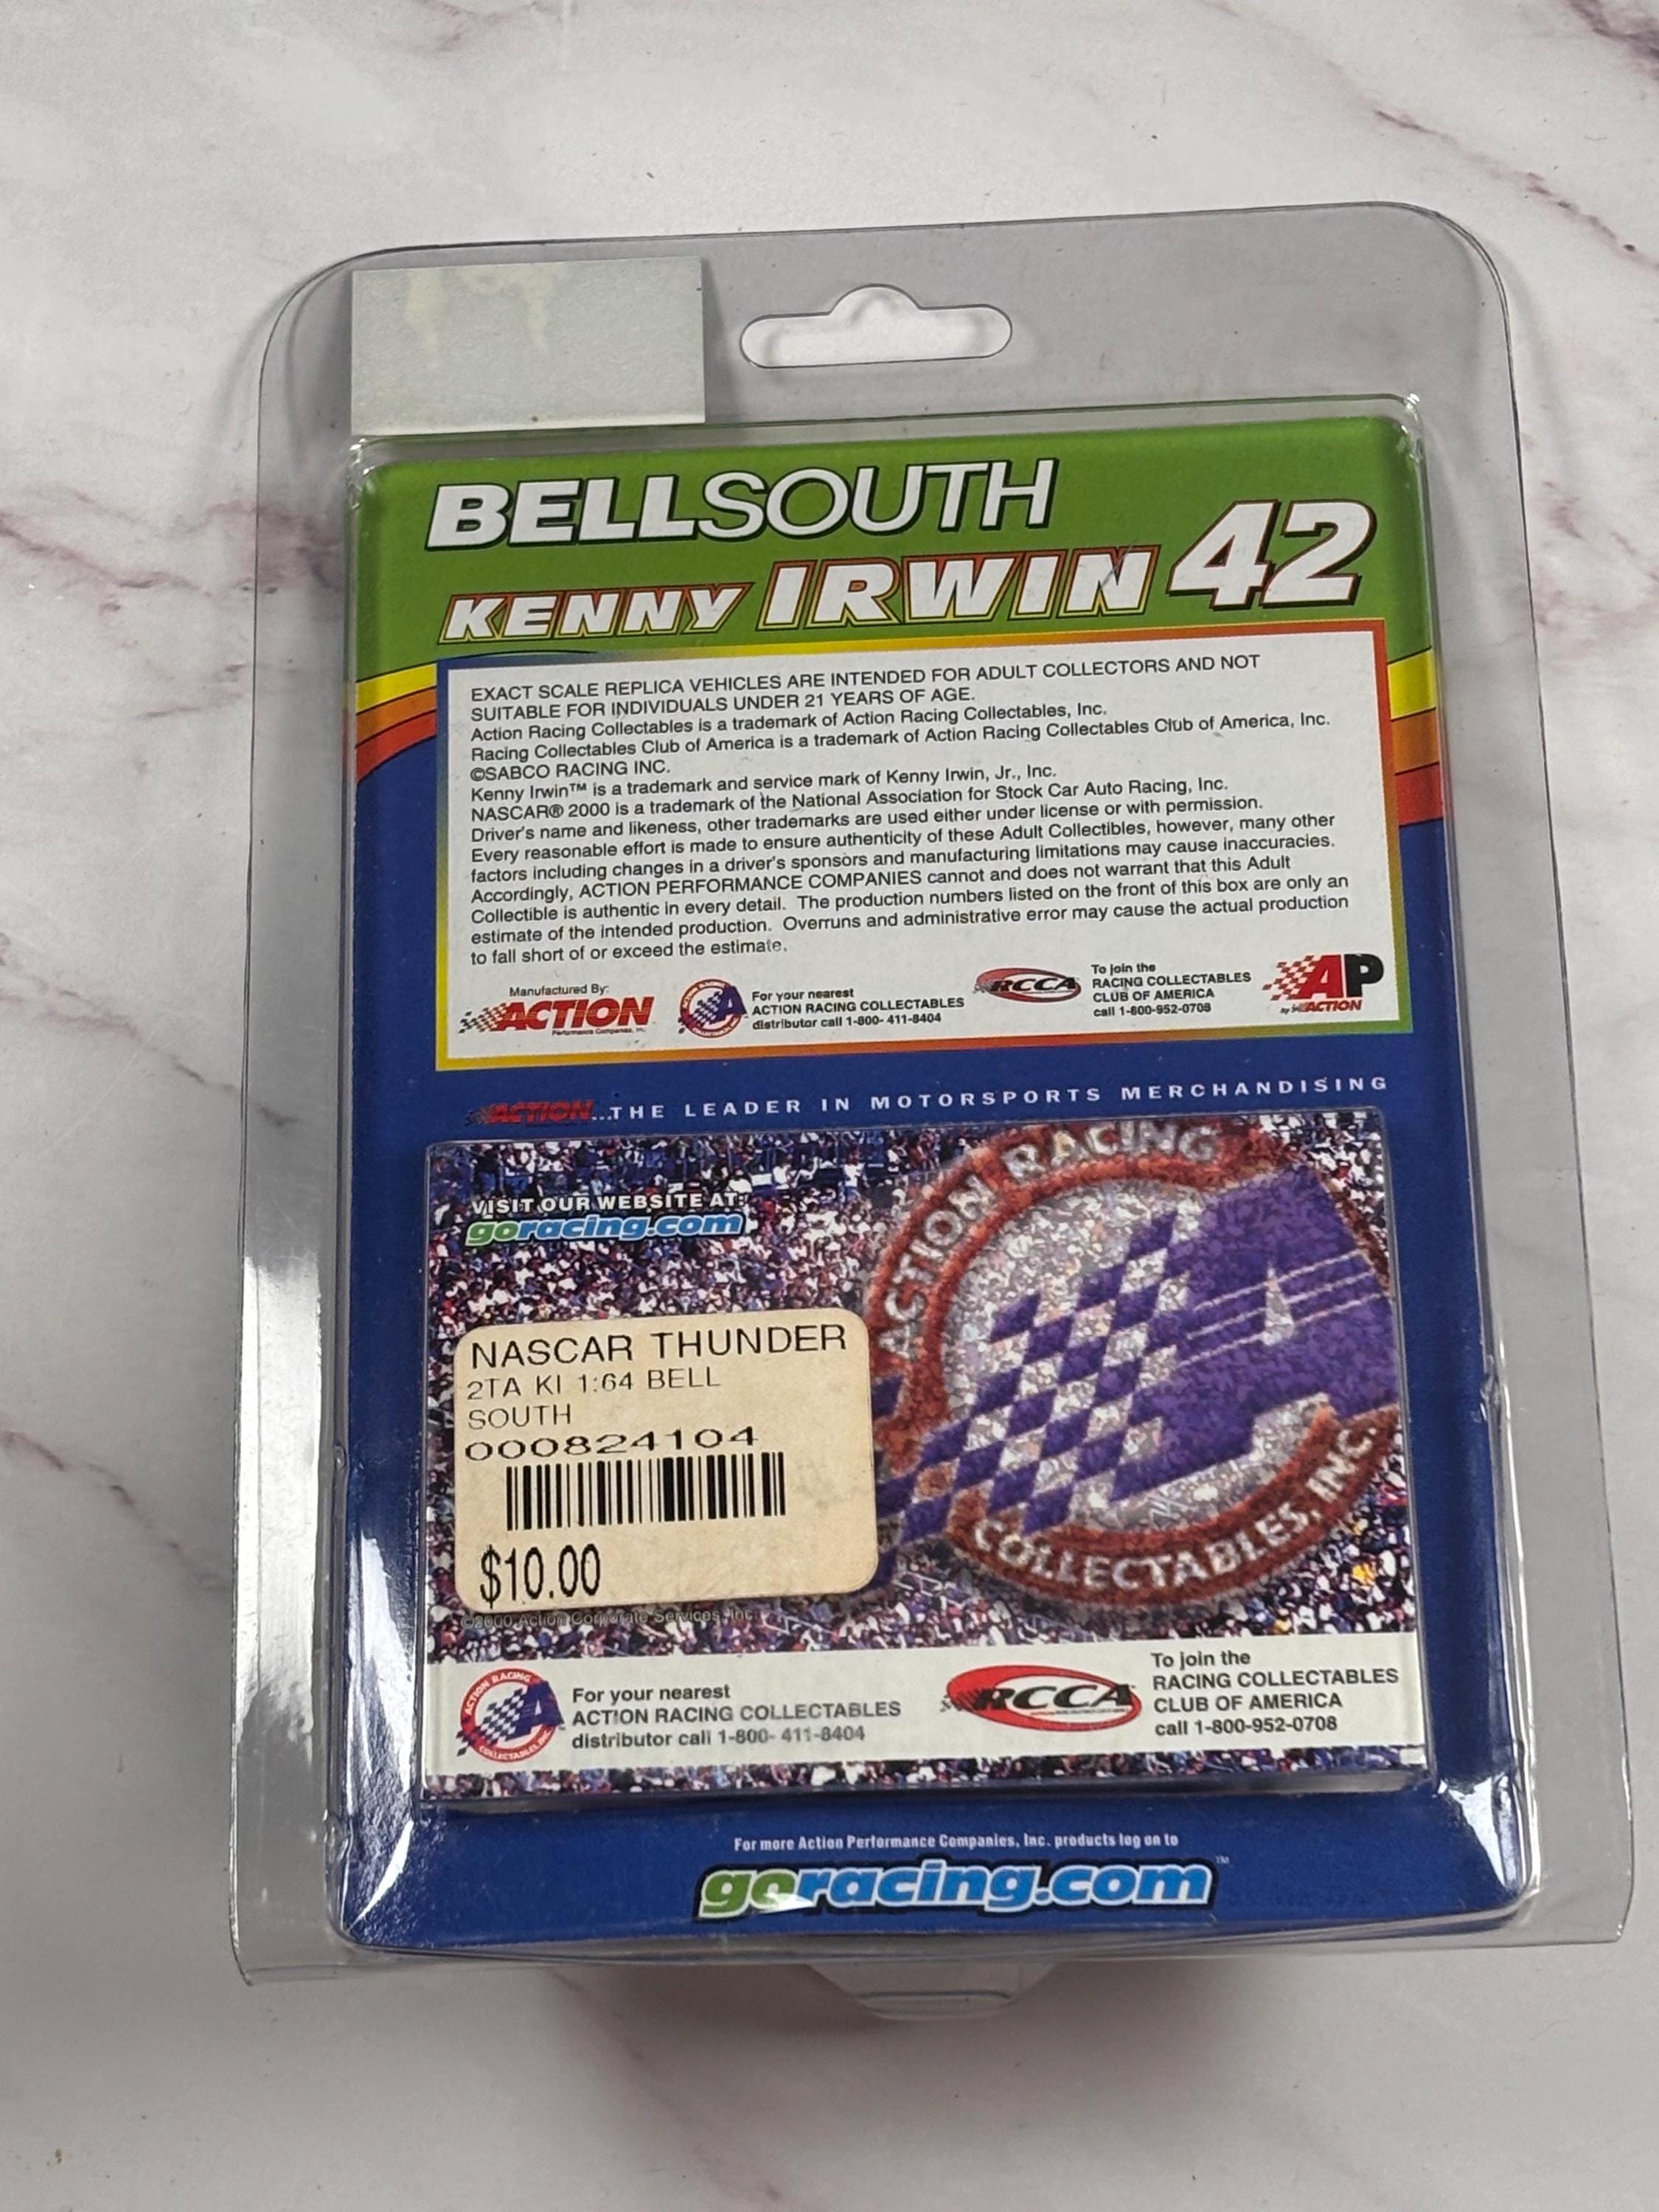 BELLSOUTH
KENNY IRWIN 42
EXACT SCALE REPLICA VEHICLES ARE INTENDED FOR ADULT COLLECTORS AND NOT
SUITABLE FOR INDIVIDUALS UNDER 21 YEARS OF AGE.
Action Racing Collectables is a trademark of Action Racing Collectables, Inc.
Racing Collectables Club of America is a trademark of Action Racing Collectables Club of America, Inc.
©SABCO RACING INC.
Kenny Irwin™ is a trademark and service mark of Kenny Irwin, Jr., Inc.
NASCAR® 2000 is a trademark of the National Association for Stock Car Auto Racing, Inc.
Driver's name and likeness, other trademarks are used either under license or with permission.
Every reasonable effort is made to ensure authenticity of these Adult Collectibles, however, many other
factors including changes in a driver's sponsors and manufacturing limitations may cause inaccuracies.
Accordingly, ACTION PERFORMANCE COMPANIES cannot and does not warrant that this Adult
Collectible is authentic in every detail. The production numbers listed on the front of this box are only an
estimate of the intended production. Overruns and administrative error may cause the actual production
to fall short of or exceed the estimate.
Manufactured By:
ACTION
Performance Companies, Inc.
For your nearest
ACTION RACING COLLECTABLES
distributor call 1-800- 411-8404
RCCA
To join the
RACING COLLECTABLES
CLUB OF AMERICA
call 1-800-952-0708
AP
by ACTION
ACTION...THE LEADER IN MOTORSPORTS MERCHANDISING
VISIT OUR WEBSITE AT:
goracing.com
ACTION RACING
COLLECTABLES, INC.
NASCAR THUNDER
2TA KI 1:64 BELL
SOUTH
000824104
$10.00
©2000 Action Corporate Services, Inc.
ACTION RACING
COLLECTABLES, INC.
For your nearest
ACTION RACING COLLECTABLES
distributor call 1-800- 411-8404
RCCA
To join the
RACING COLLECTABLES
CLUB OF AMERICA
call 1-800-952-0708
For more Action Performance Companies, Inc. products log on to
goracing.com™